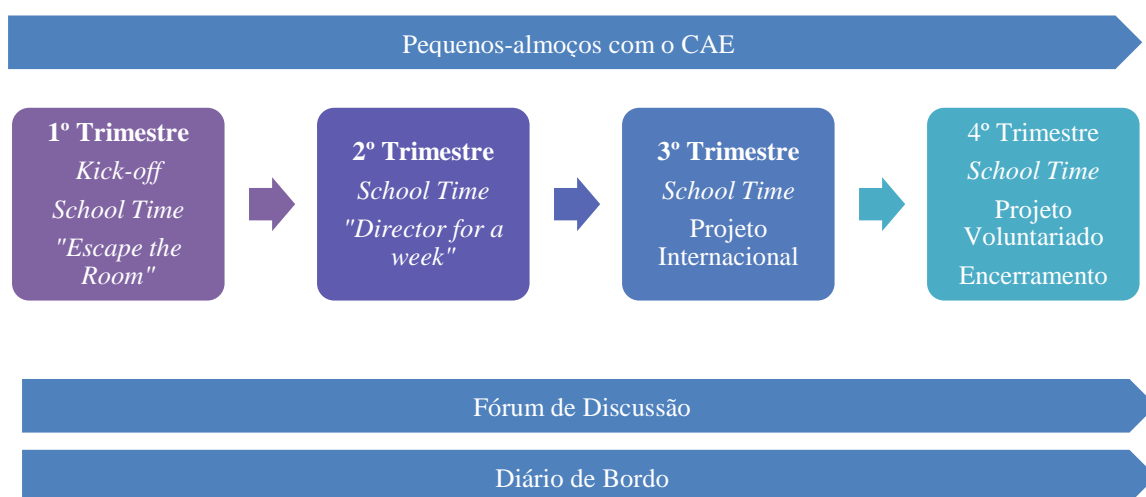 Pequenos-almoços com o CAE
1º Trimestre
Kick-off
School Time
"Escape the
Room"
2º Trimestre
School Time
"Director for a
week"
3º Trimestre
School Time
Projeto
Internacional
4º Trimestre
School Time
Projeto
Voluntariado
Encerramento
Fórum de Discussão
Diário de Bordo